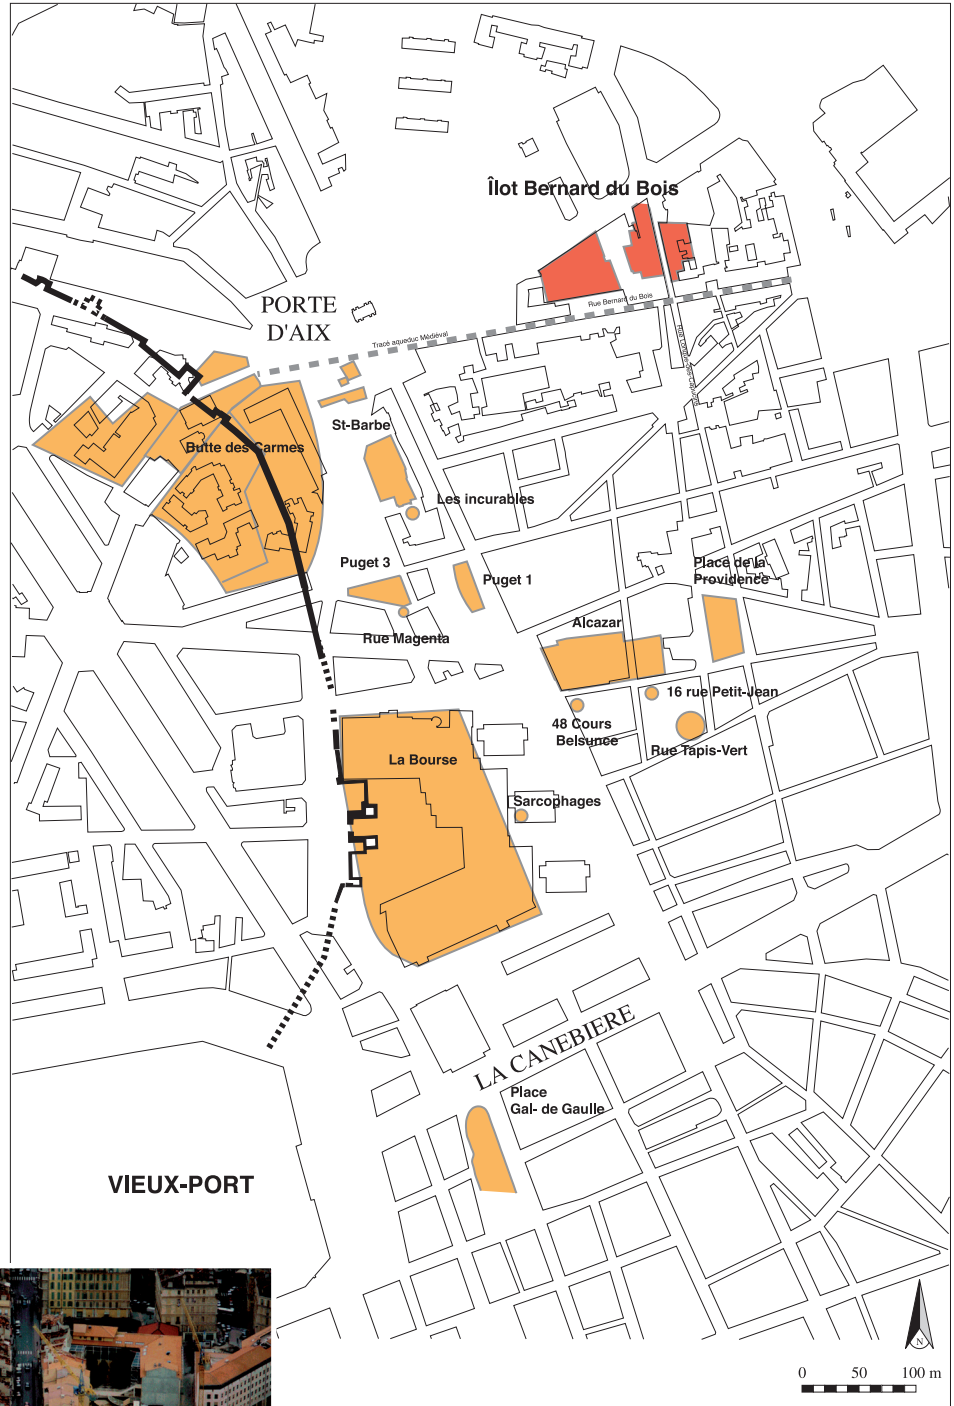 Îlot Bernard du Bois
Rue Bernard du Bois
PORTE
D'AIX
Tracé aqueduc Médiéval
St-Barbe
Butte des Carmes
Les incurables
Puget 3
Puget 1
Place de la
Providence
Rue Magenta
Alcazar
16 rue Petit-Jean
48 Cours
Belsunce
Rue Tapis-Vert
La Bourse
Sarcophages
LA CANEBIERE
Place
Gal- de Gaulle
VIEUX-PORT
N
0 50 100 m